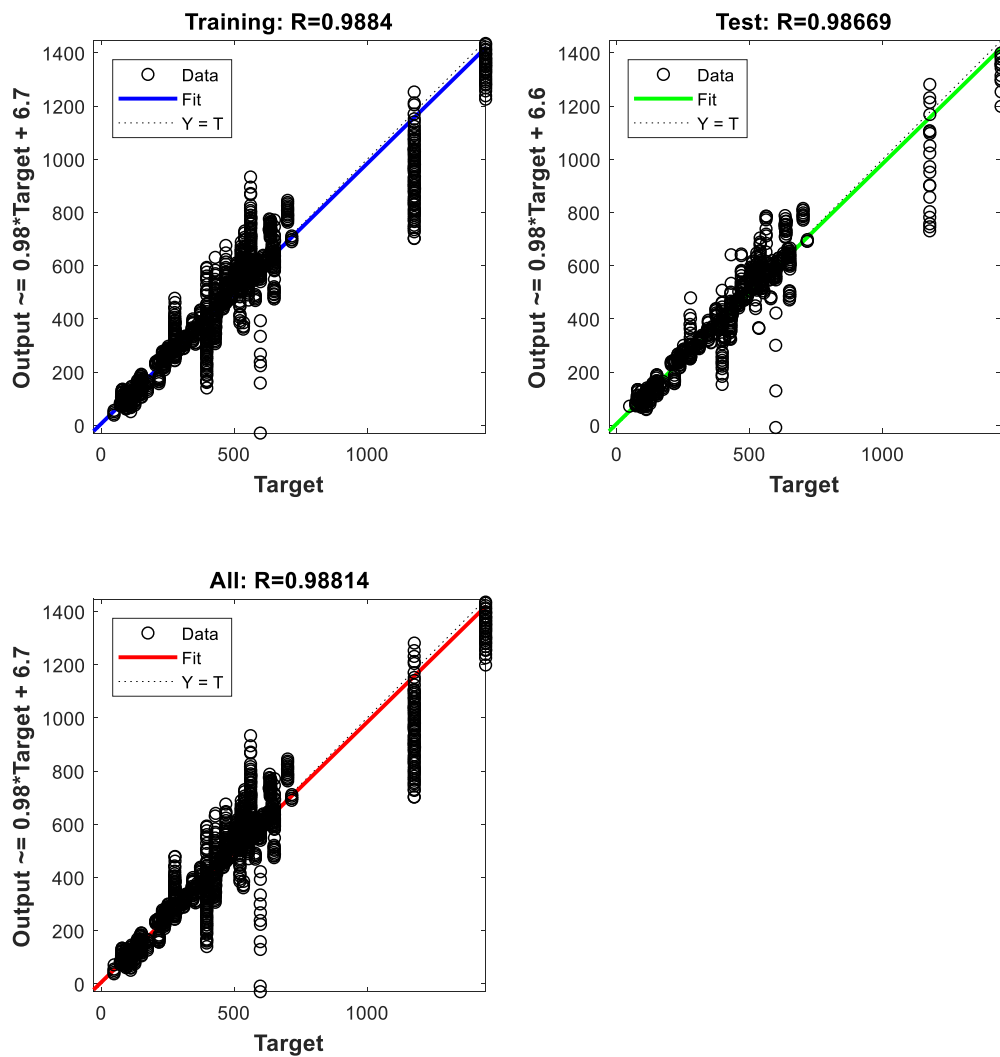 Training: R=0.9884
Output ~= 0.98*Target + 6.7
1400
1200
1000
800
600
400
200
0
Data
Fit
Y = T
0
500
1000
Target
Test: R=0.98669
Output ~= 0.98*Target + 6.6
1400
1200
1000
800
600
400
200
0
Data
Fit
Y = T
0
500
1000
Target
All: R=0.98814
Output ~= 0.98*Target + 6.7
1400
1200
1000
800
600
400
200
0
Data
Fit
Y = T
0
500
1000
Target